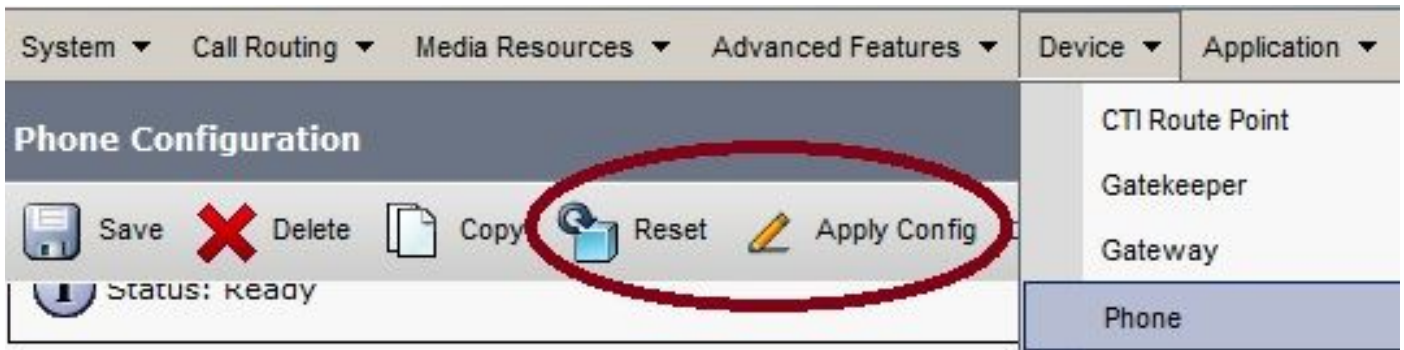 System Call Routing Media Resources Advanced Features Device Application
Phone Configuration
CTI Route Point
Gatekeeper
Save Delete Copy Reset Apply Config
Gateway
Status: Ready
Phone